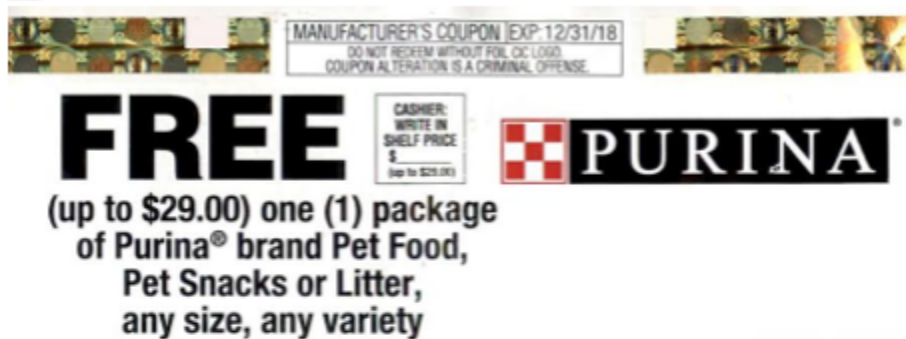 MANUFACTURER'S COUPON EXP: 12/31/18
DO NOT REDEEM WITHOUT FOIL CIC LOGO.
COUPON ALTERATION IS A CRIMINAL OFFENSE.
FREE
CASHIER:
WRITE IN
SHELF PRICE
$
(up to $29.00)
PURINA®
(up to $29.00) one (1) package
of Purina® brand Pet Food,
Pet Snacks or Litter,
any size, any variety